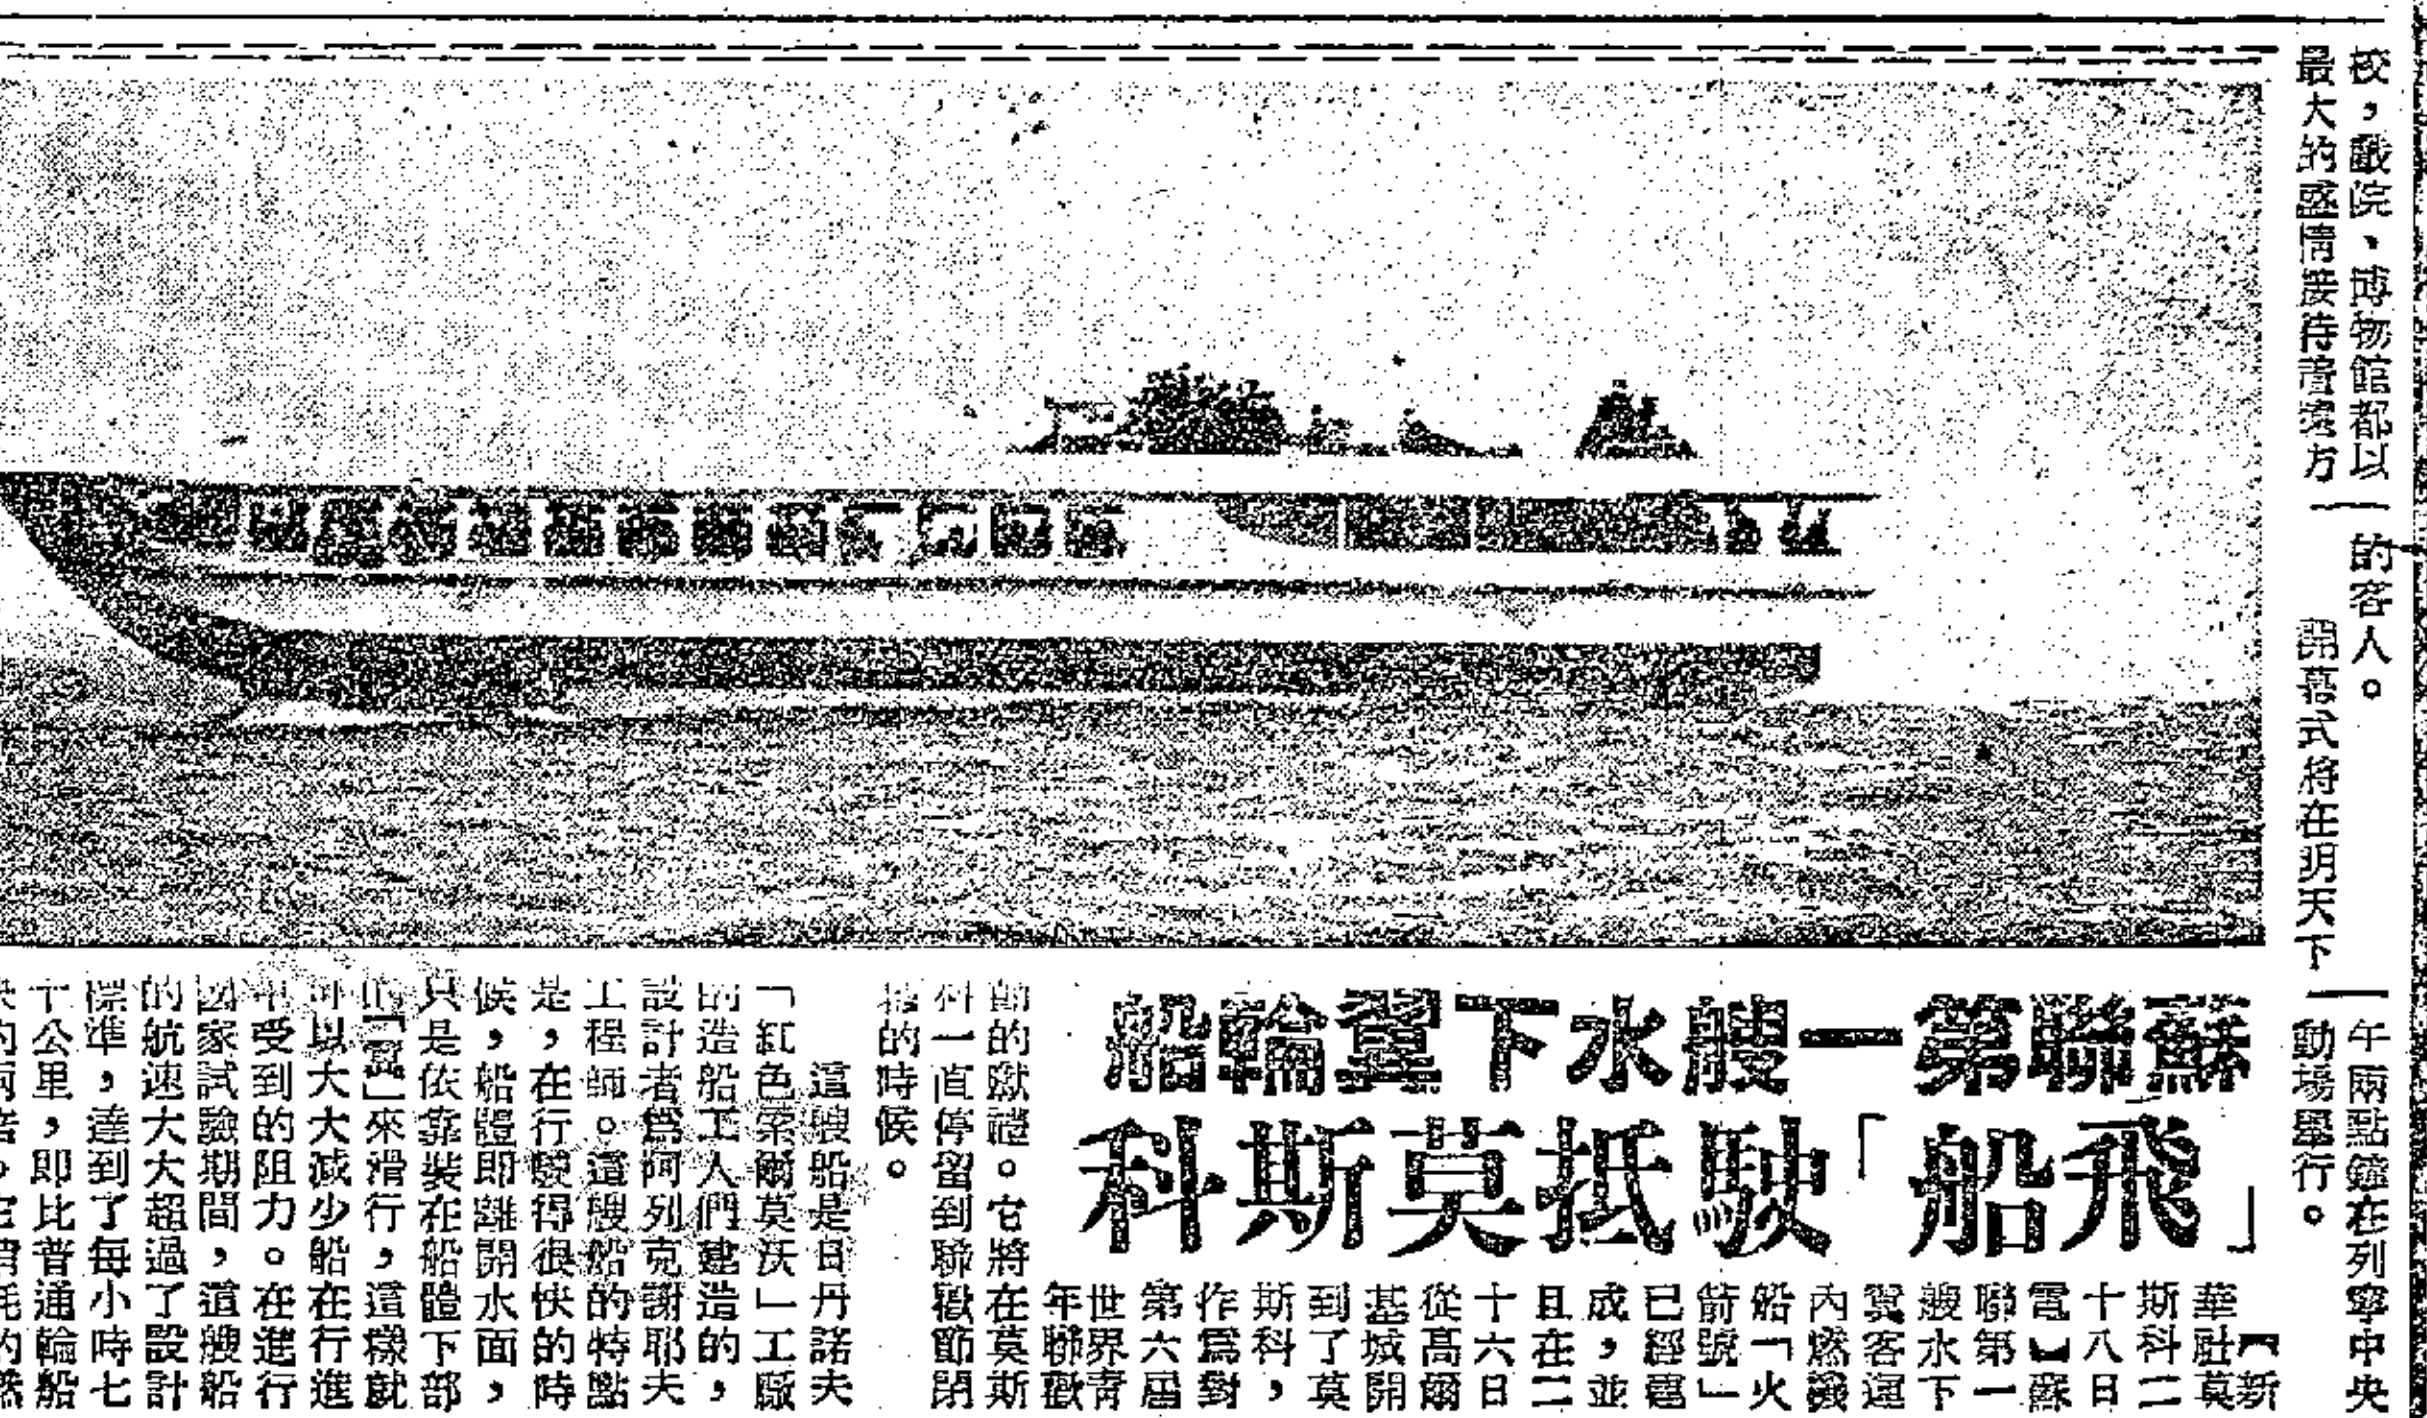 校，戲院、博物館都以
最大的盛情接待着遠方
的客人。
開幕式將在明天下
午兩點鐘在列寧中央
動場舉行。
蘇聯第一艘水下翼輪船
「飛船」駛抵莫斯科
【新
華社莫
斯科二
十八日
電】蘇
聯第一
艘水下
翼客運
內燃機
船「火
箭號」
已經建
成，並
且在二
十六日
從高爾
基城開
到了莫
斯科，
作爲對
第六屆
世界青
年聯歡
節的獻禮。它將在莫斯
科一直停留到聯歡節閉
幕的時候。
這艘船是日丹諾夫
「紅色索爾莫沃」工廠
的造船工人們建造的，
設計者爲阿列克謝耶夫
工程師。這艘船的特點
是，在行駛得很快的時
候，船體即離開水面，
只是依靠裝在船體下部
的「翼」來滑行，這樣就
可以大大減少船在行進
中受到的阻力。在進行
國家試驗期間，這艘船
的航速大大超過了設計
標準，達到了每小時七
十公里，即比普通輪船